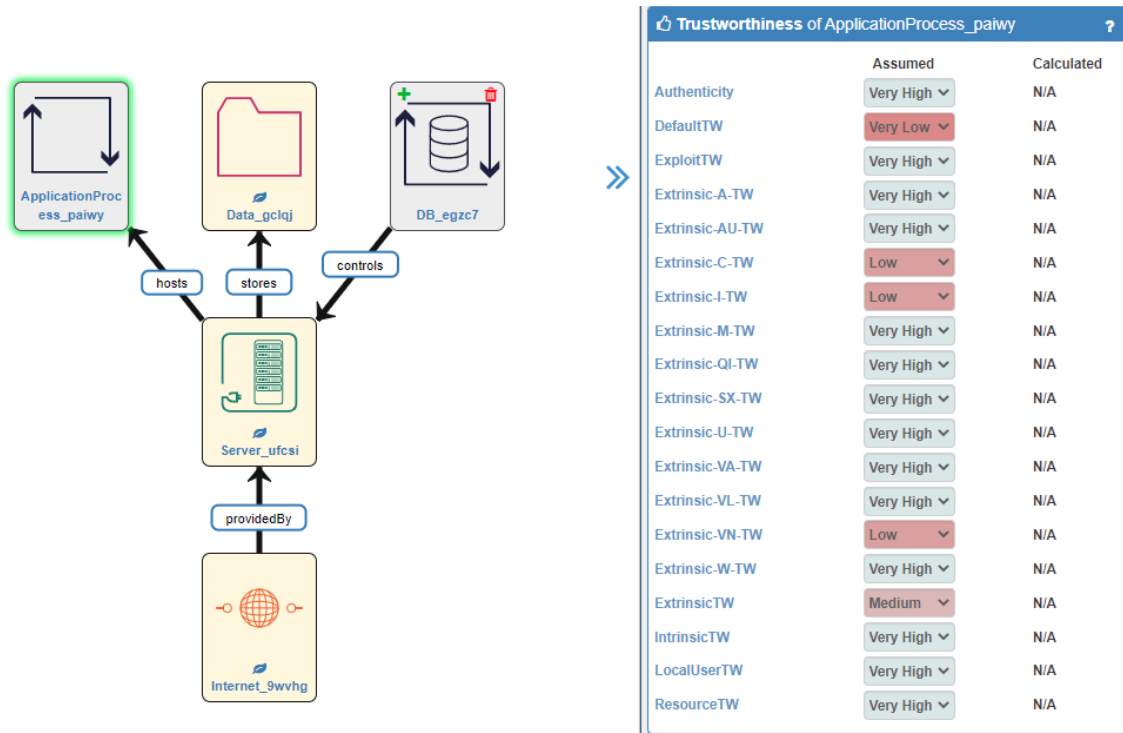 ApplicationProc
ess_paiwy
Data_gclqj
DB_egzc7
hosts
stores
controls
Server_ufcsi
providedBy
Internet_9wvhg
Trustworthiness of ApplicationProcess_paiwy ?
Assumed Calculated
Authenticity Very High N/A
DefaultTW Very Low N/A
ExploitTW Very High N/A
Extrinsic-A-TW Very High N/A
Extrinsic-AU-TW Very High N/A
Extrinsic-C-TW Low N/A
Extrinsic-I-TW Low N/A
Extrinsic-M-TW Very High N/A
Extrinsic-QI-TW Very High N/A
Extrinsic-SX-TW Very High N/A
Extrinsic-U-TW Very High N/A
Extrinsic-VA-TW Very High N/A
Extrinsic-VL-TW Very High N/A
Extrinsic-VN-TW Low N/A
Extrinsic-W-TW Very High N/A
ExtrinsicTW Medium N/A
IntrinsicTW Very High N/A
LocalUserTW Very High N/A
ResourceTW Very High N/A